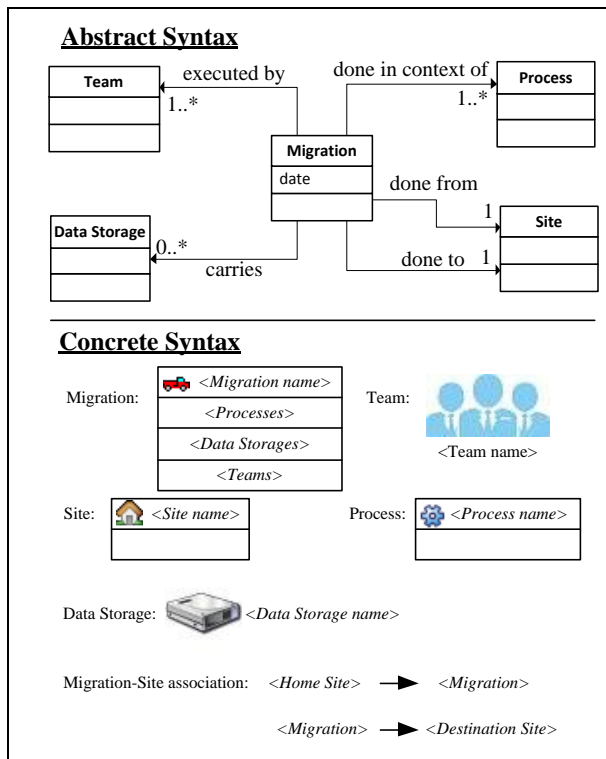 Abstract Syntax
Team
executed by
1..*
done in context of
1..*
Process
Migration
date
done from
1
Site
Data Storage
0..*
carries
done to
1
Concrete Syntax
Migration:
<Migration name>
<Processes>
<Data Storages>
<Teams>
Team:
<Team name>
Site:
<Site name>
Process:
<Process name>
Data Storage:
<Data Storage name>
Migration-Site association:
<Home Site>
<Migration>
<Migration>
<Destination Site>